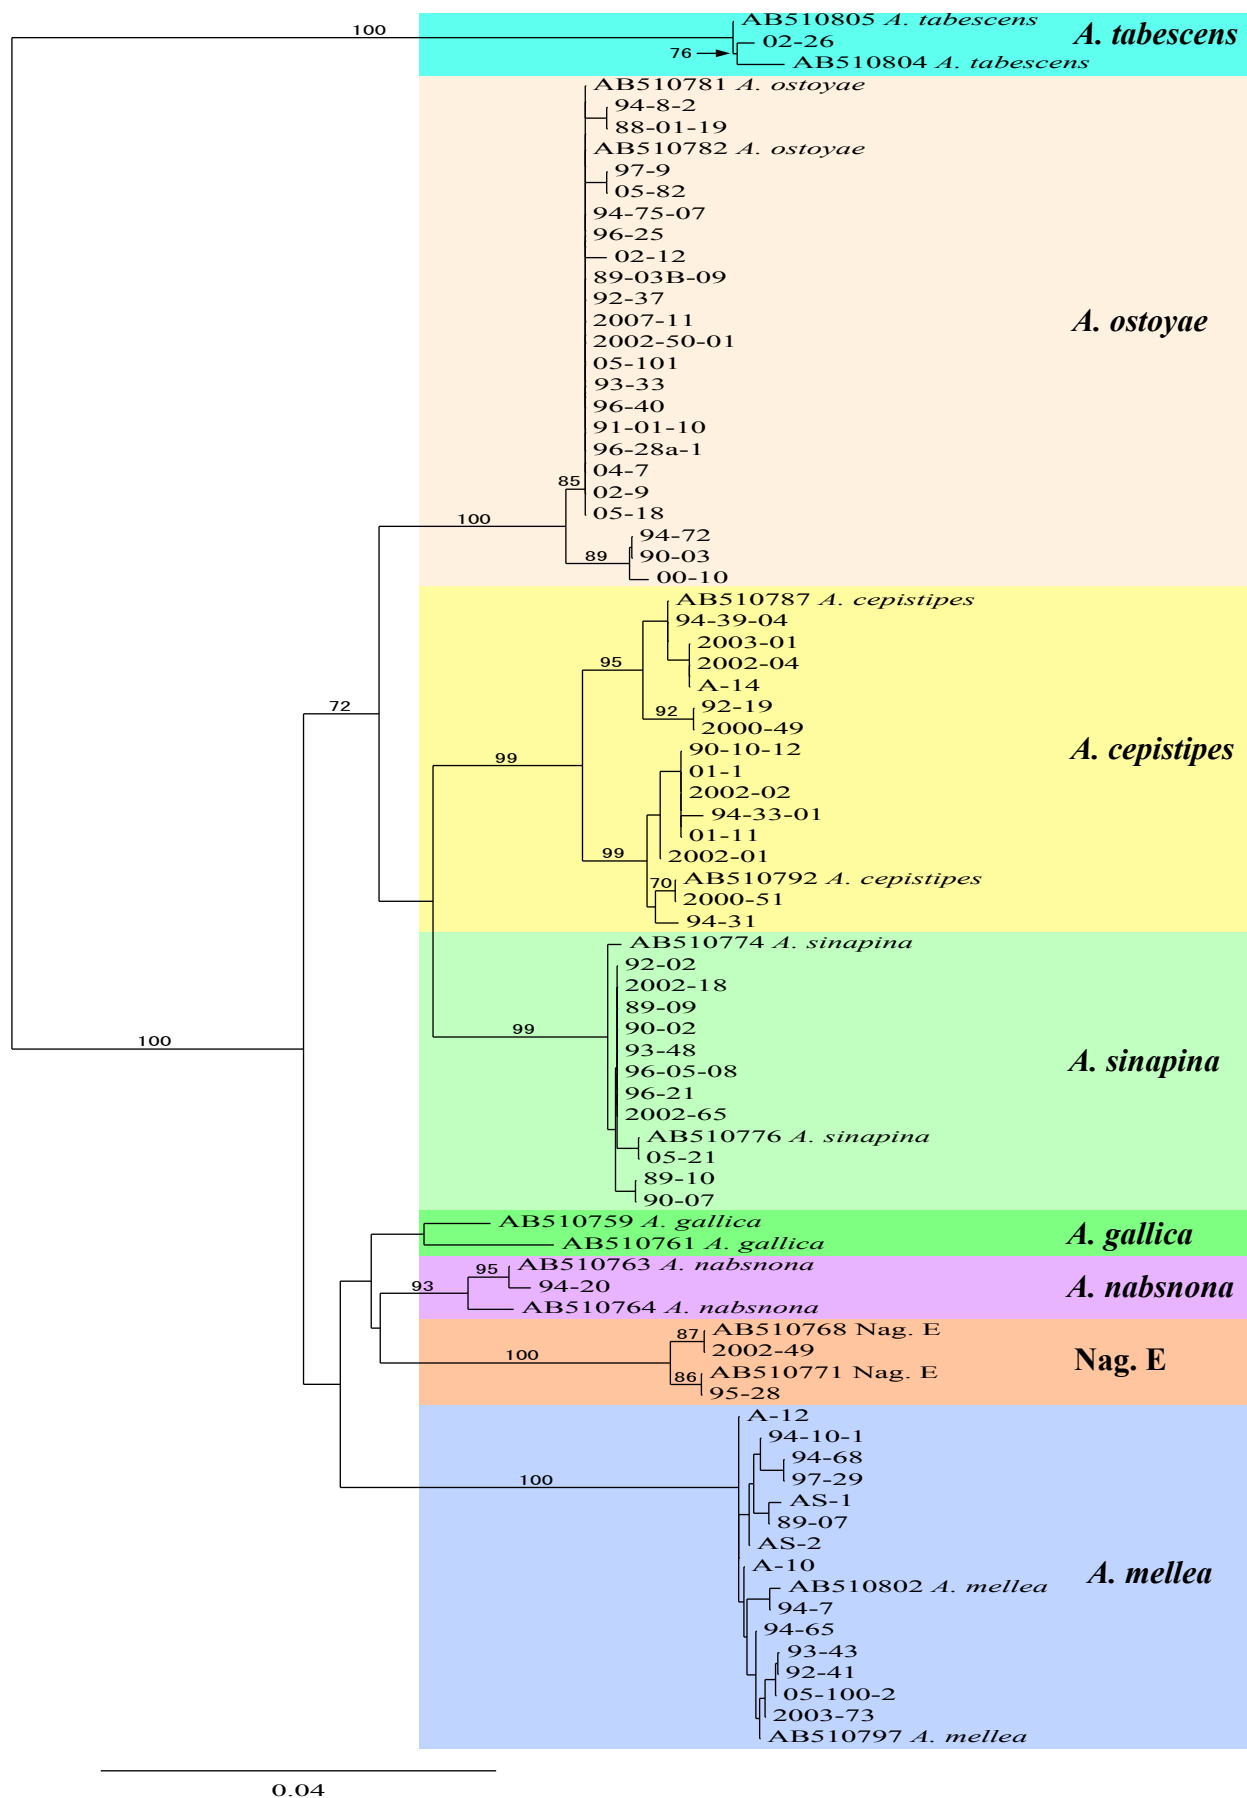 100
AB510805 A. tabescens
A. tabescens
02-26
76
AB510804 A. tabescens
AB510781 A. ostoyae
94-8-2
88-01-19
AB510782 A. ostoyae
97-9
05-82
94-75-07
96-25
02-12
89-03B-09
92-37
2007-11
A. ostoyae
2002-50-01
05-101
93-33
96-40
91-01-10
96-28a-1
04-7
85
02-9
05-18
100
94-72
89
90-03
00-10
AB510787 A. cepistipes
94-39-04
2003-01
95
2002-04
A-14
72
92-19
92
2000-49
90-10-12
A. cepistipes
99
01-1
2002-02
94-33-01
01-11
99
2002-01
70
AB510792 A. cepistipes
2000-51
94-31
AB510774 A. sinapina
92-02
2002-18
89-09
99
90-02
100
93-48
A. sinapina
96-05-08
96-21
2002-65
AB510776 A. sinapina
05-21
89-10
90-07
AB510759 A. gallica
A. gallica
AB510761 A. gallica
95
AB510763 A. nabsnona
93
94-20
A. nabsnona
AB510764 A. nabsnona
87
AB510768 Nag. E
2002-49
100
Nag. E
86
AB510771 Nag. E
95-28
A-12
94-10-1
94-68
100
97-29
AS-1
89-07
AS-2
A-10
A. mellea
AB510802 A. mellea
94-7
94-65
93-43
92-41
05-100-2
2003-73
AB510797 A. mellea
0.04